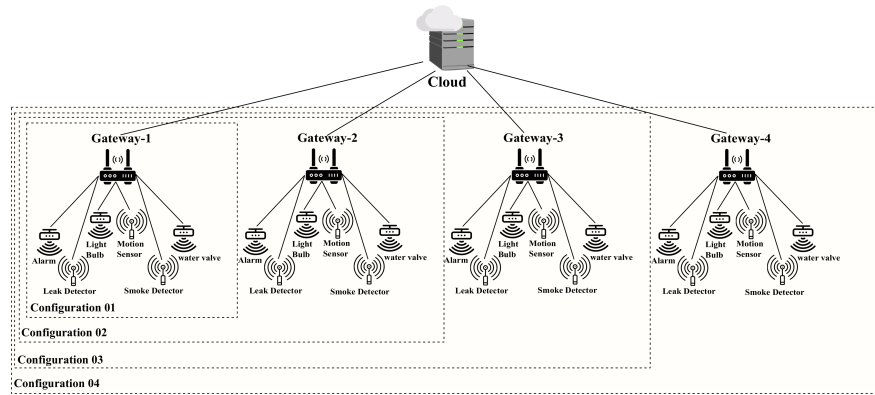 Cloud
Gateway-1
Gateway-2
Gateway-3
Gateway-4
Alarm
Light
Bulb
Motion
Sensor
water valve
Leak Detector
Smoke Detector
Alarm
Light
Bulb
Motion
Sensor
water valve
Leak Detector
Smoke Detector
Alarm
Light
Bulb
Motion
Sensor
water valve
Leak Detector
Smoke Detector
Alarm
Light
Bulb
Motion
Sensor
water valve
Leak Detector
Smoke Detector
Configuration 01
Configuration 02
Configuration 03
Configuration 04